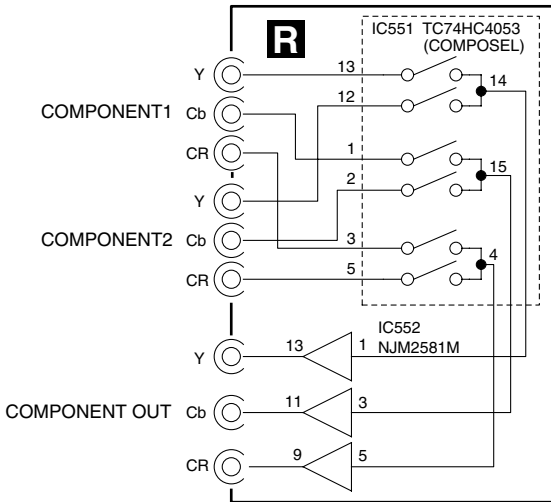 R
IC551 TC74HC4053
(COMPOSEL)
Y 13 14
12
COMPONENT1 Cb
CR 1
15
2
Y
COMPONENT2 Cb 3
4
CR 5
IC552
NJM2581M
Y 13 1
COMPONENT OUT Cb 11 3
CR 9 5